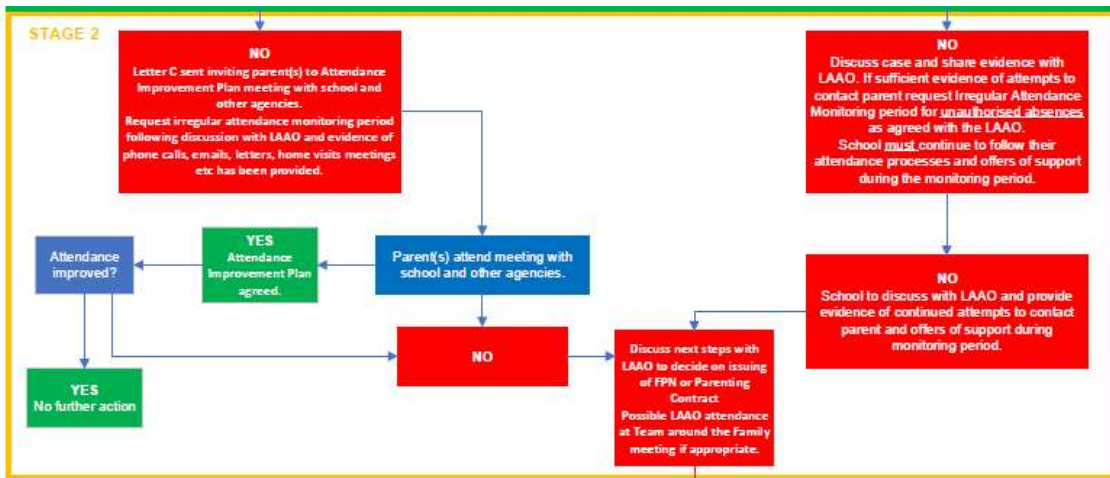 STAGE 2
NO
Letter C sent inviting parent(s) to Attendance
Improvement Plan meeting with school and
other agencies.
Request irregular attendance monitoring period
following discussion with LAAO and evidence of
phone calls, emails, letters, home visits meetings
etc has been provided.
NO
Discuss case and share evidence with
LAAO. If sufficient evidence of attempts to
contact parent request Irregular Attendance
Monitoring period for unauthorised absences
as agreed with the LAAO.
School must continue to follow their
attendance processes and offers of support
during the monitoring period.
Attendance
improved?
YES
Attendance
Improvement Plan
agreed.
Parent(s) attend meeting with
school and other agencies.
NO
School to discuss with LAAO and provide
evidence of continued attempts to contact
parent and offers of support during
monitoring period.
NO
Discuss next steps with
LAAO to decide on issuing
of FPN or Parenting
Contract
Possible LAAO attendance
at Team around the Family
meeting if appropriate.
YES
No further action